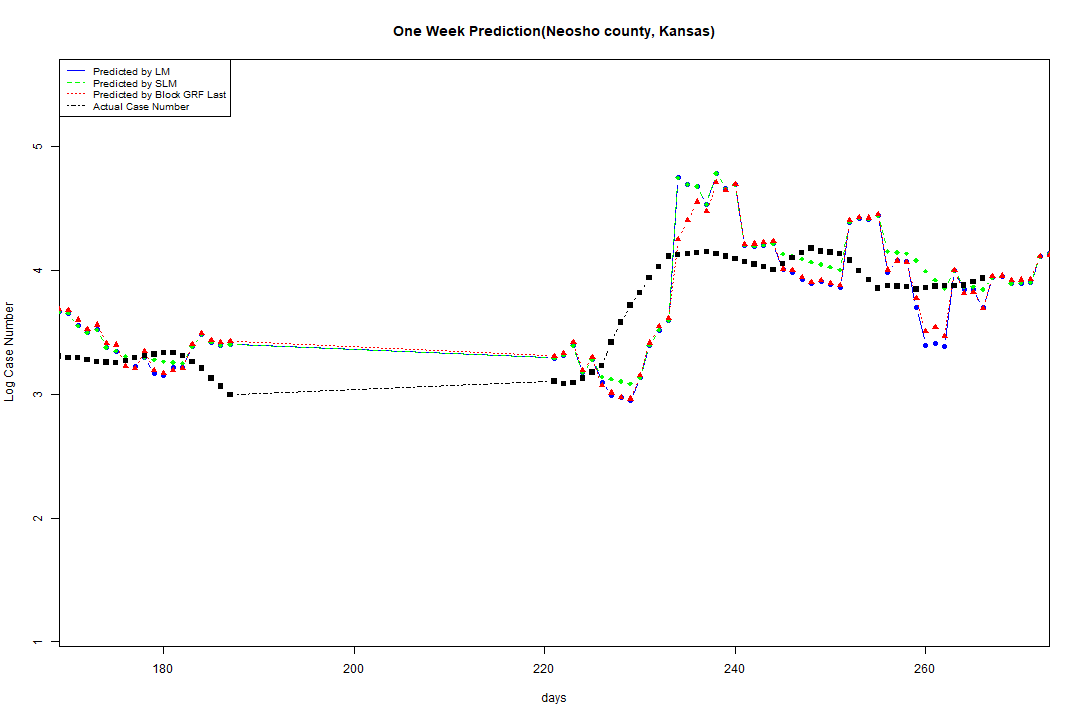 One Week Prediction(Neosho county, Kansas)
Predicted by LM
Predicted by SLM
Predicted by Block GRF Last
Actual Case Number
Log Case Number
5
4
3
2
1
180
200
220
240
260
days